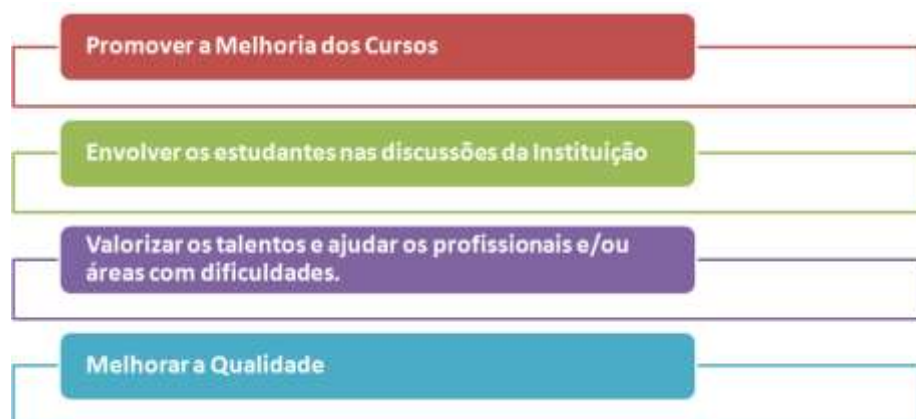 Promover a Melhoria dos Cursos
Envolver os estudantes nas discussões da Instituição
Valorizar os talentos e ajudar os profissionais e/ou
áreas com dificuldades.
Melhorar a Qualidade